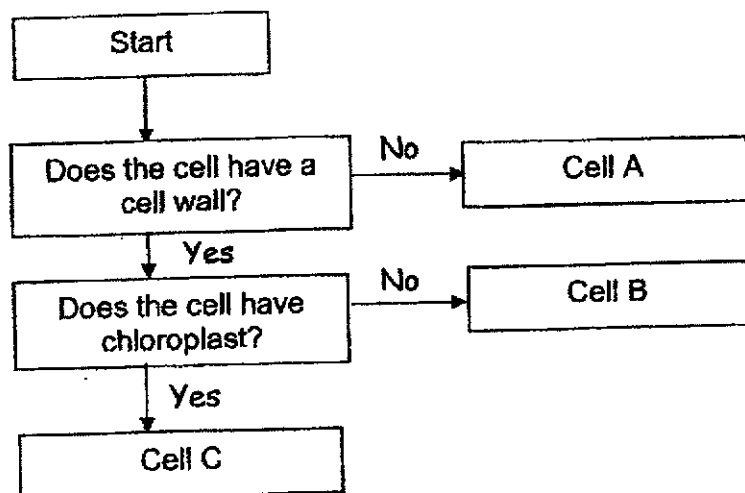 Start
Does the cell have a
cell wall?
No
Cell A
Yes
Does the cell have
chloroplast?
No
Cell B
Yes
Cell C